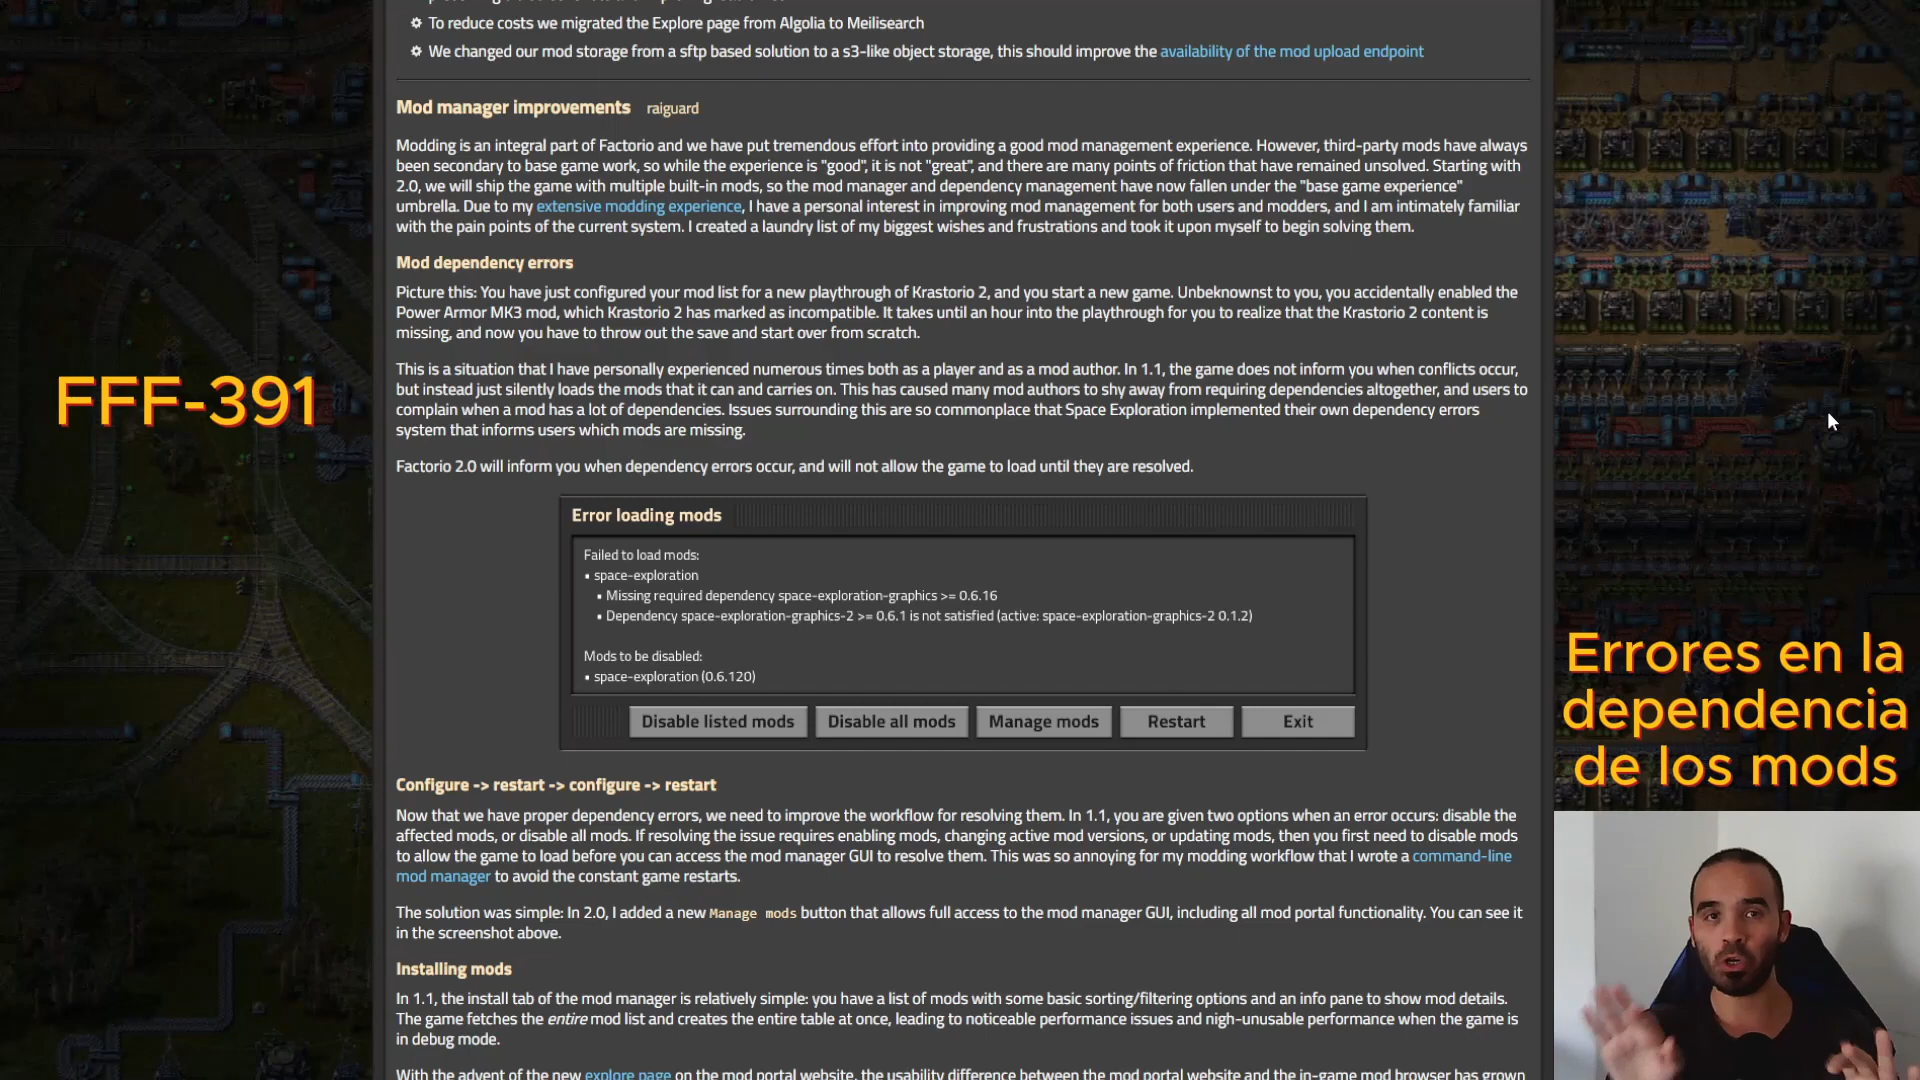 To reduce costs we migrated the Explore page from Algolia to Meilisearch
We changed our mod storage from a sftp based solution to a s3-like object storage, this should improve the availability of the mod upload endpoint
Mod manager improvements raiguard
Modding is an integral part of Factorio and we have put tremendous effort into providing a good mod management experience. However, third-party mods have always
been secondary to base game work, so while the experience is "good", it is not "great", and there are many points of friction that have remained unsolved. Starting with
2.0, we will ship the game with multiple built-in mods, so the mod manager and dependency management have now fallen under the "base game experience"
umbrella. Due to my extensive modding experience, I have a personal interest in improving mod management for both users and modders, and I am intimately familiar
with the pain points of the current system. I created a laundry list of my biggest wishes and frustrations and took it upon myself to begin solving them.
Mod dependency errors
Picture this: You have just configured your mod list for a new playthrough of Krastorio 2, and you start a new game. Unbeknownst to you, you accidentally enabled the
Power Armor MK3 mod, which Krastorio 2 has marked as incompatible. It takes until an hour into the playthrough for you to realize that the Krastorio 2 content is
missing, and now you have to throw out the save and start over from scratch.
This is a situation that I have personally experienced numerous times both as a player and as a mod author. In 1.1, the game does not inform you when conflicts occur,
but instead just silently loads the mods that it can and carries on. This has caused many mod authors to shy away from requiring dependencies altogether, and users to
complain when a mod has a lot of dependencies. Issues surrounding this are so commonplace that Space Exploration implemented their own dependency errors
system that informs users which mods are missing.
Factorio 2.0 will inform you when dependency errors occur, and will not allow the game to load until they are resolved.
FFF-391
Error loading mods
Failed to load mods:
▪ space-exploration
▪ Missing required dependency space-exploration-graphics >= 0.6.16
▪ Dependency space-exploration-graphics-2 >= 0.6.1 is not satisfied (active: space-exploration-graphics-2 0.1.2)
Mods to be disabled:
▪ space-exploration (0.6.120)
Disable listed mods Disable all mods Manage mods Restart Exit
Errores en la
dependencia
de los mods
Configure -> restart -> configure -> restart
Now that we have proper dependency errors, we need to improve the workflow for resolving them. In 1.1, you are given two options when an error occurs: disable the
affected mods, or disable all mods. If resolving the issue requires enabling mods, changing active mod versions, or updating mods, then you first need to disable mods
to allow the game to load before you can access the mod manager GUI to resolve them. This was so annoying for my modding workflow that I wrote a command-line
mod manager to avoid the constant game restarts.
The solution was simple: In 2.0, I added a new Manage mods button that allows full access to the mod manager GUI, including all mod portal functionality. You can see it
in the screenshot above.
Installing mods
In 1.1, the install tab of the mod manager is relatively simple: you have a list of mods with some basic sorting/filtering options and an info pane to show mod details.
The game fetches the entire mod list and creates the entire table at once, leading to noticeable performance issues and nigh-unusable performance when the game is
in debug mode.
With the advent of the new explore page on the mod portal website, the usability difference between the mod portal website and the in-game mod browser has grown